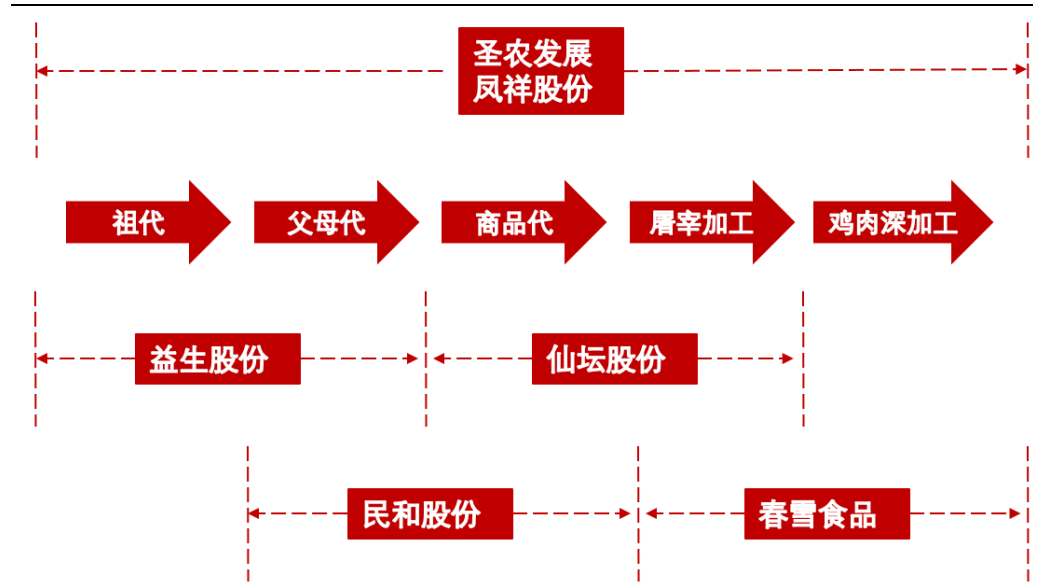 圣农发展
凤祥股份
祖代
父母代
商品代
屠宰加工
鸡肉深加工
益生股份
仙坛股份
民和股份
春雪食品